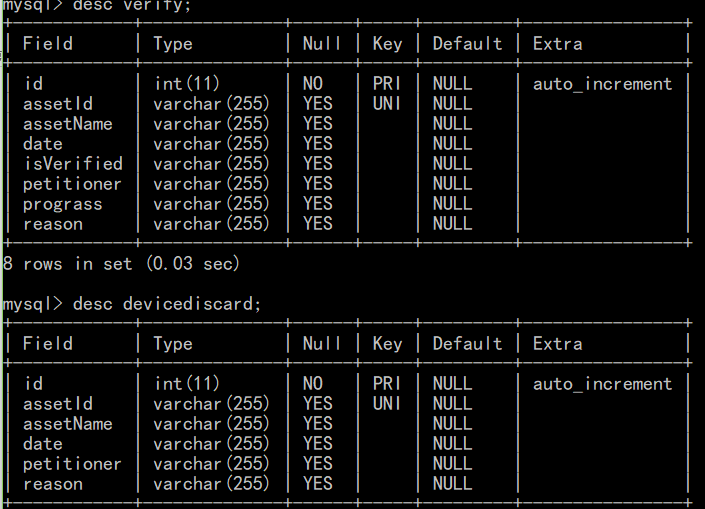 mysql> desc verify;
+------------+--------------+------+-----+---------+----------------+
| Field      | Type         | Null | Key | Default | Extra          |
+------------+--------------+------+-----+---------+----------------+
| id         | int(11)      | NO   | PRI | NULL    | auto_increment |
| assetId    | varchar(255) | YES  | UNI | NULL    |                |
| assetName  | varchar(255) | YES  |     | NULL    |                |
| date       | varchar(255) | YES  |     | NULL    |                |
| isVerified | varchar(255) | YES  |     | NULL    |                |
| petitioner | varchar(255) | YES  |     | NULL    |                |
| prograss   | varchar(255) | YES  |     | NULL    |                |
| reason     | varchar(255) | YES  |     | NULL    |                |
+------------+--------------+------+-----+---------+----------------+
8 rows in set (0.03 sec)
mysql> desc devicediscard;
+------------+--------------+------+-----+---------+----------------+
| Field      | Type         | Null | Key | Default | Extra          |
+------------+--------------+------+-----+---------+----------------+
| id         | int(11)      | NO   | PRI | NULL    | auto_increment |
| assetId    | varchar(255) | YES  | UNI | NULL    |                |
| assetName  | varchar(255) | YES  |     | NULL    |                |
| date       | varchar(255) | YES  |     | NULL    |                |
| petitioner | varchar(255) | YES  |     | NULL    |                |
| reason     | varchar(255) | YES  |     | NULL    |                |
+------------+--------------+------+-----+---------+----------------+